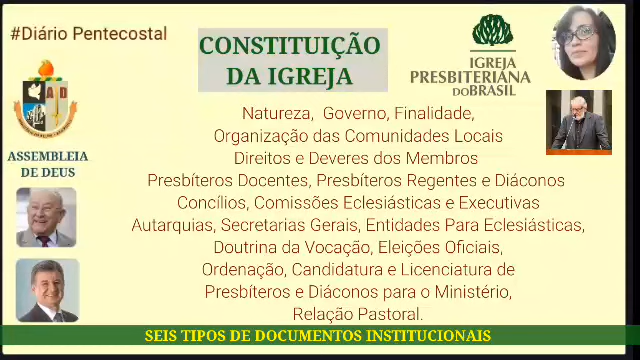 #Diário Pentecostal
CONSTITUIÇÃO
DA IGREJA
IGREJA
PRESBITERIANA
DO BRASIL
AD
ASSEMBLEIA
DE DEUS
Natureza, Governo, Finalidade,
Organização das Comunidades Locais
Direitos e Deveres dos Membros
Presbíteros Docentes, Presbíteros Regentes e Diáconos
Concílios, Comissões Eclesiásticas e Executivas
Autarquias, Secretarias Gerais, Entidades Para Eclesiásticas,
Doutrina da Vocação, Eleições Oficiais,
Ordenação, Candidatura e Licenciatura de
Presbíteros e Diáconos para o Ministério,
Relação Pastoral.
SEIS TIPOS DE DOCUMENTOS INSTITUCIONAIS